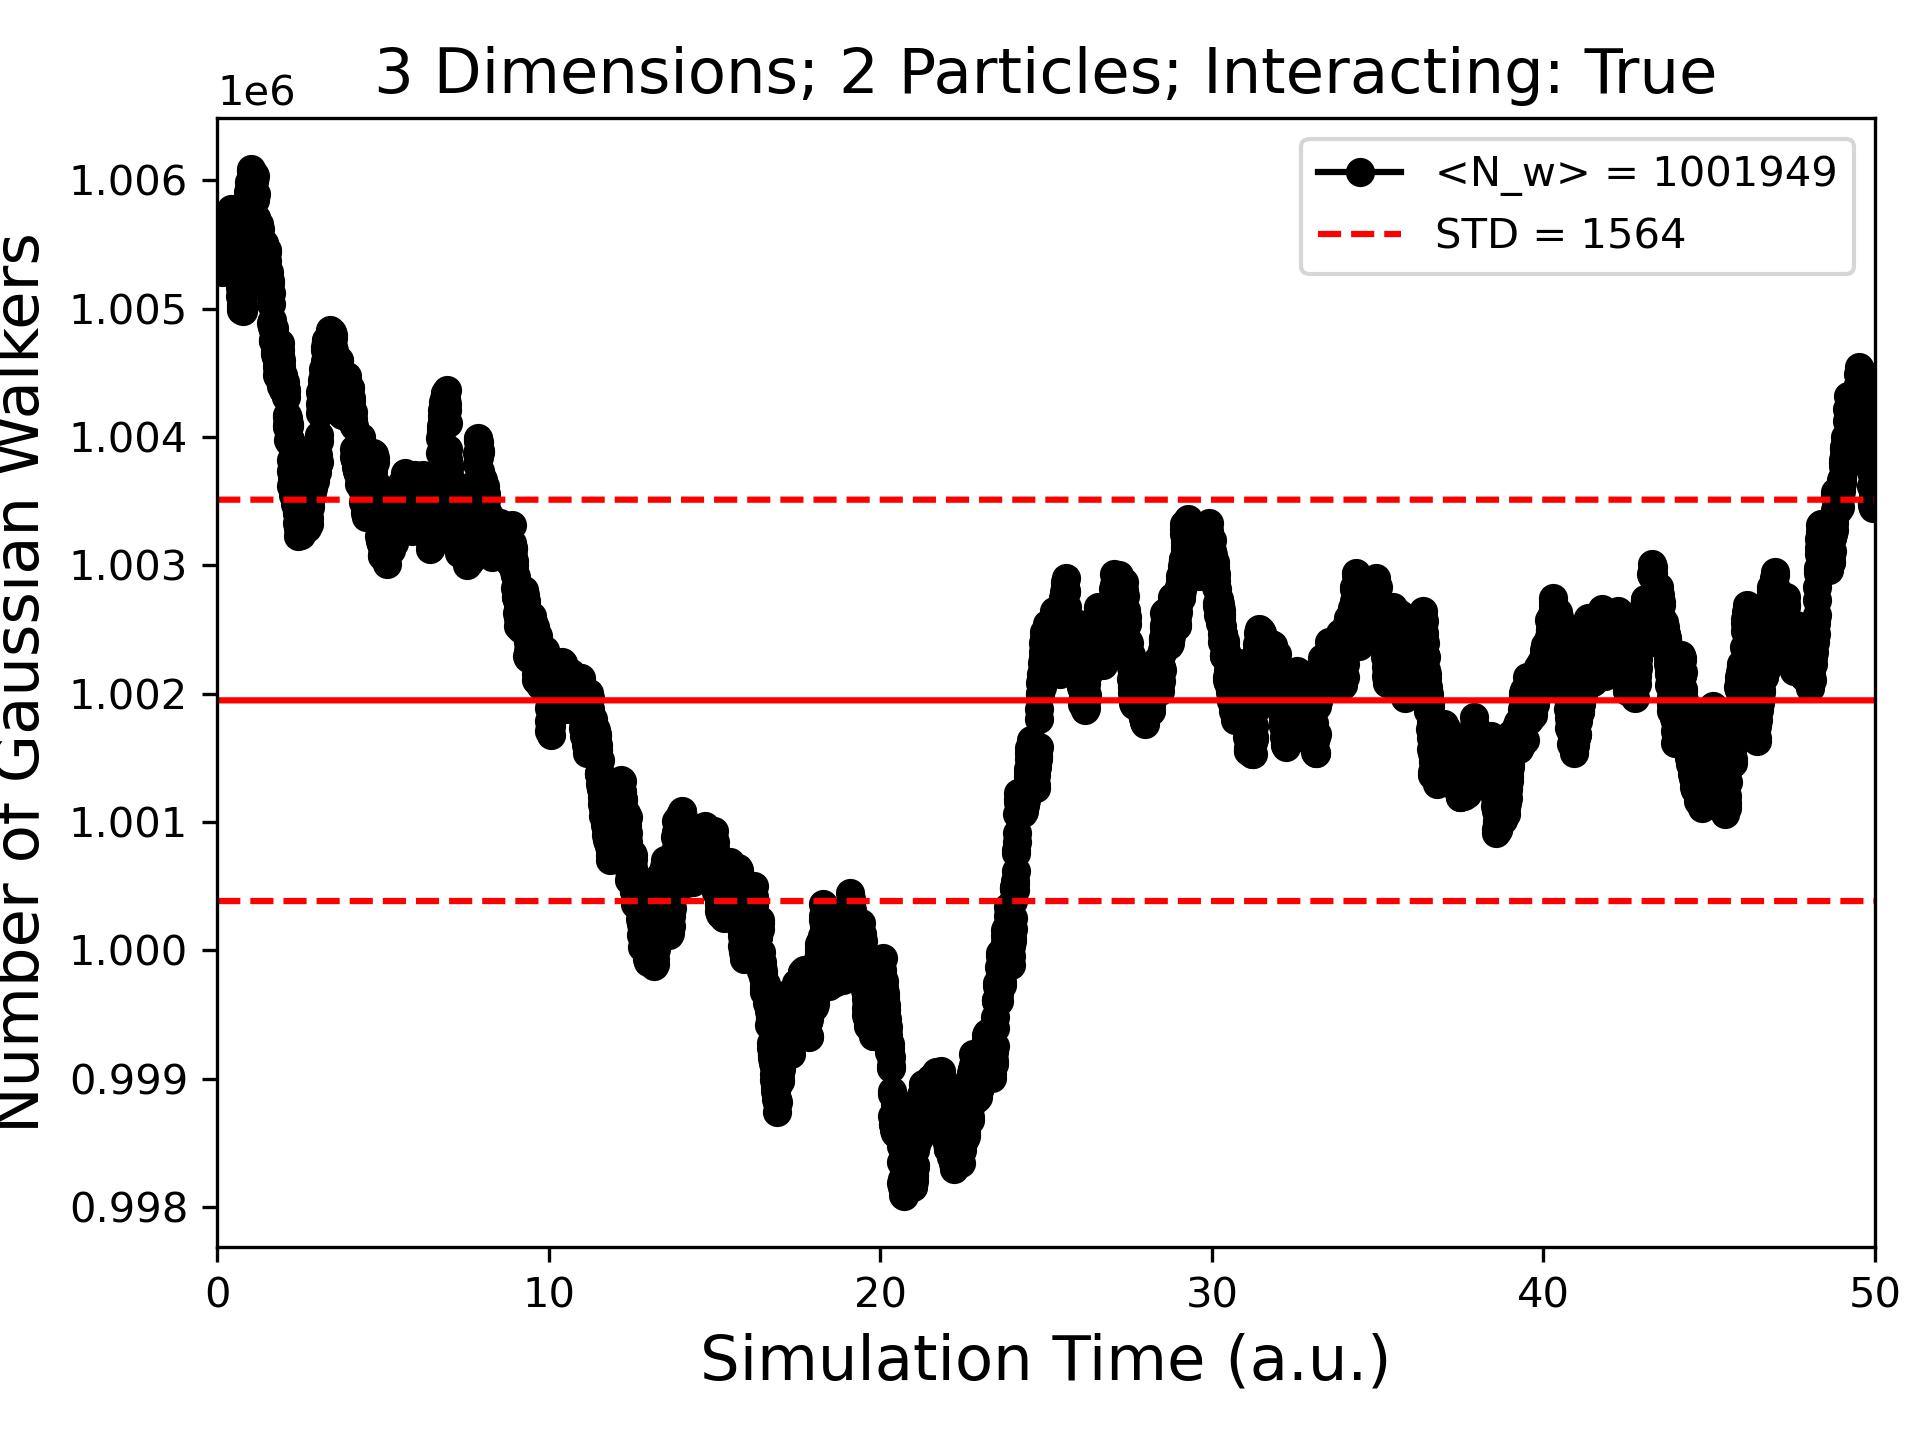 3 Dimensions; 2 Particles; Interacting: True
1e6
<N_w> = 1001949
STD = 1564
1.006
1.005
1.004
1.003
1.002
1.001
1.000
0.999
0.998
Number of Gaussian Walkers
0 10 20 30 40 50
Simulation Time (a.u.)